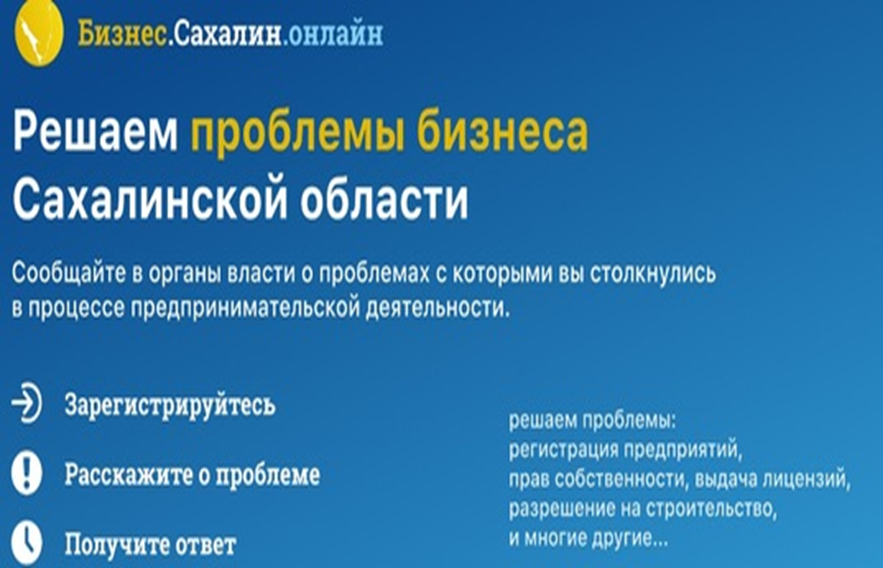 Бизнес.Сахалин.онлайн
Решаем проблемы бизнеса
Сахалинской области
Сообщайте в органы власти о проблемах с которыми вы столкнулись
в процессе предпринимательской деятельности.
Зарегистрируйтесь
Расскажите о проблеме
Получите ответ
решаем проблемы:
регистрация предприятий,
прав собственности, выдача лицензий,
разрешение на строительство,
и многие другие...